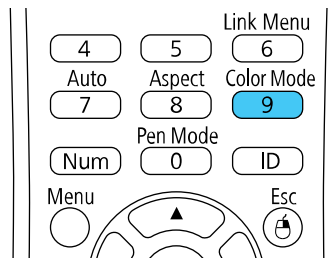 Link Menu
4 5 6
Auto Aspect Color Mode
7 8 9
Pen Mode
Num 0 ID
Menu Esc